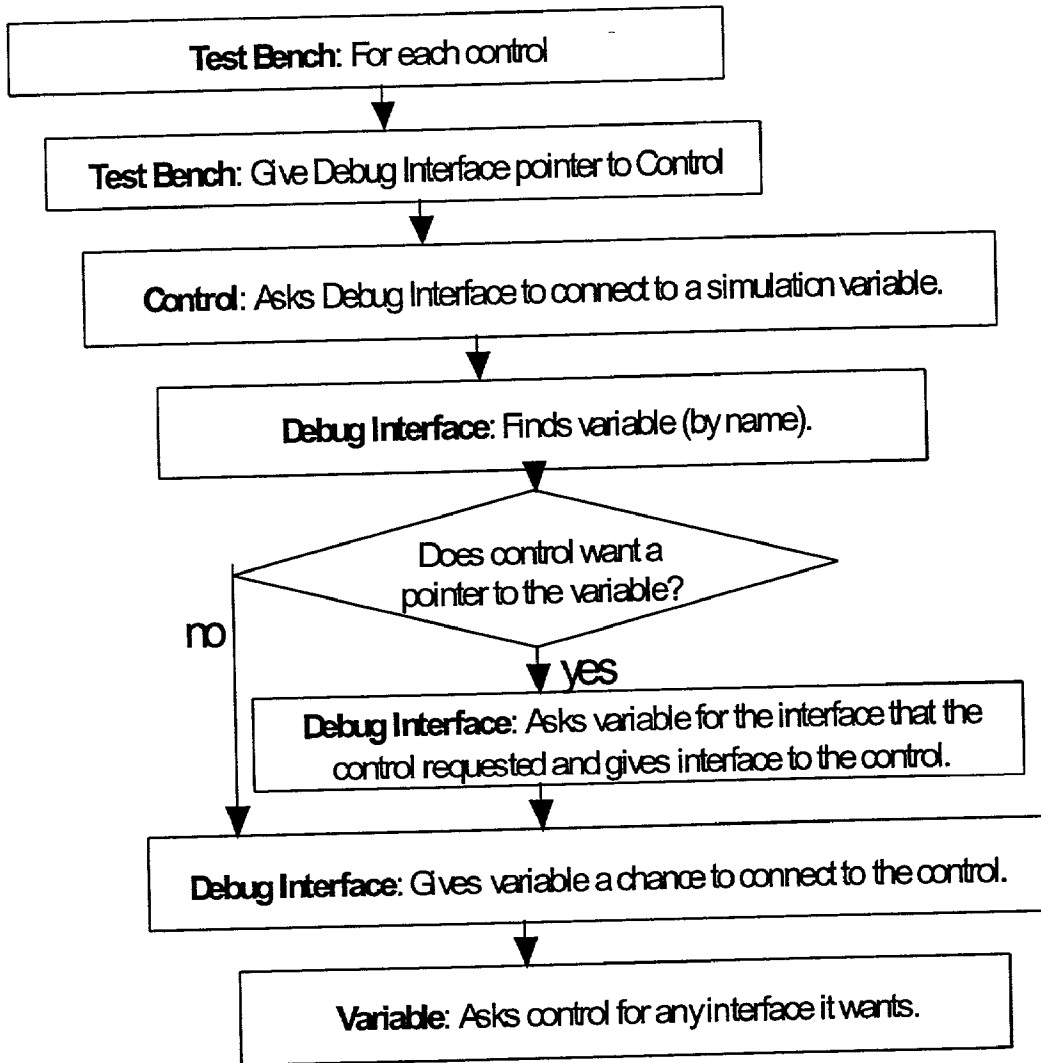 Test Bench: For each control
Test Bench: Give Debug Interface pointer to Control
Control: Asks Debug Interface to connect to a simulation variable.
Debug Interface: Finds variable (by name).
Does control want a
pointer to the variable?
no
yes
Debug Interface: Asks variable for the interface that the
control requested and gives interface to the control.
Debug Interface: Gives variable a chance to connect to the control.
Variable: Asks control for any interface it wants.